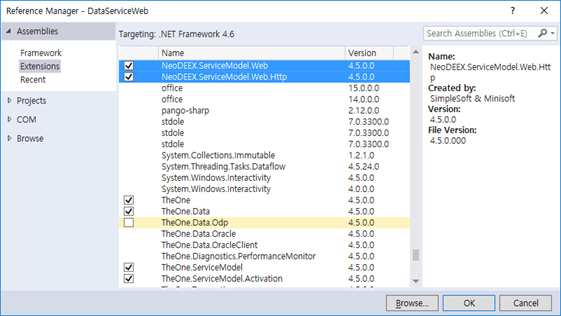 Reference Manager - DataServiceWeb
Assemblies
Framework
Extensions
Recent
Projects
COM
Browse
Targeting: .NET Framework 4.6
Search Assemblies (Ctrl+E)
Name Version
NeoDEEX.ServiceModel.Web 4.5.0.0
NeoDEEX.ServiceModel.Web.Http 4.5.0.0
office 15.0.0.0
office 14.0.0.0
pango-sharp 2.12.0.0
stdole 7.0.3300.0
stdole 7.0.3300.0
stdole 7.0.3300.0
System.Collections.Immutable 1.2.1.0
System.Threading.Tasks.Dataflow 4.5.24.0
System.Windows.Interactivity 4.5.0.0
System.Windows.Interactivity 4.0.0.0
TheOne 4.5.0.0
TheOne.Data 4.5.0.0
TheOne.Data.Odp 4.5.0.0
TheOne.Data.Oracle 4.5.0.0
TheOne.Data.OracleClient 4.5.0.0
TheOne.Diagnostics.PerformanceMonitor 4.5.0.0
TheOne.ServiceModel 4.5.0.0
TheOne.ServiceModel.Activation 4.5.0.0
Name:
NeoDEEX.ServiceModel.Web.Htt
p
Created by:
SimpleSoft & Minisoft
Version:
4.5.0.0
File Version:
4.5.0.000
Browse...
OK
Cancel